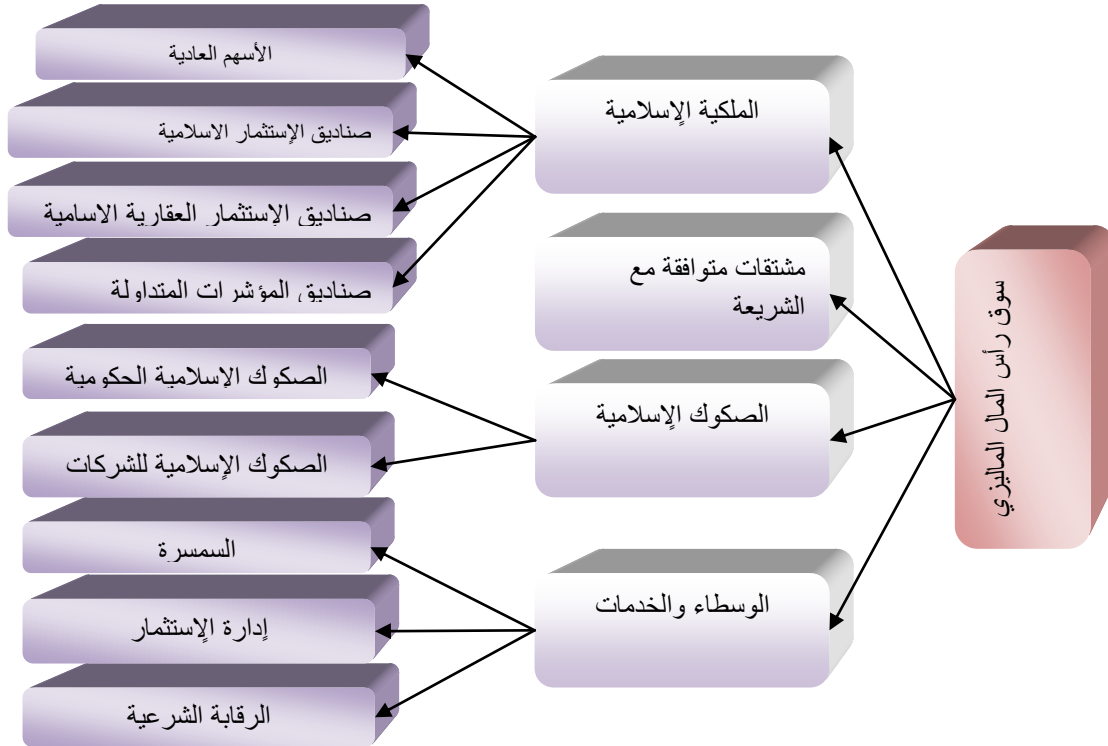 سوق رأس المال الماليزي
الملكية الإسلامية
الأسهم العادية
صناديق الإستثمار الاسلامية
صناديق الإستثمار العقارية الاسامية
صناديق المؤشرات المتداولة
مشتقات متوافقة مع
الشريعة
الصكوك الإسلامية
الصكوك الإسلامية الحكومية
الصكوك الإسلامية للشركات
الوسطاء والخدمات
السمسرة
إدارة الإستثمار
الرقابة الشرعية